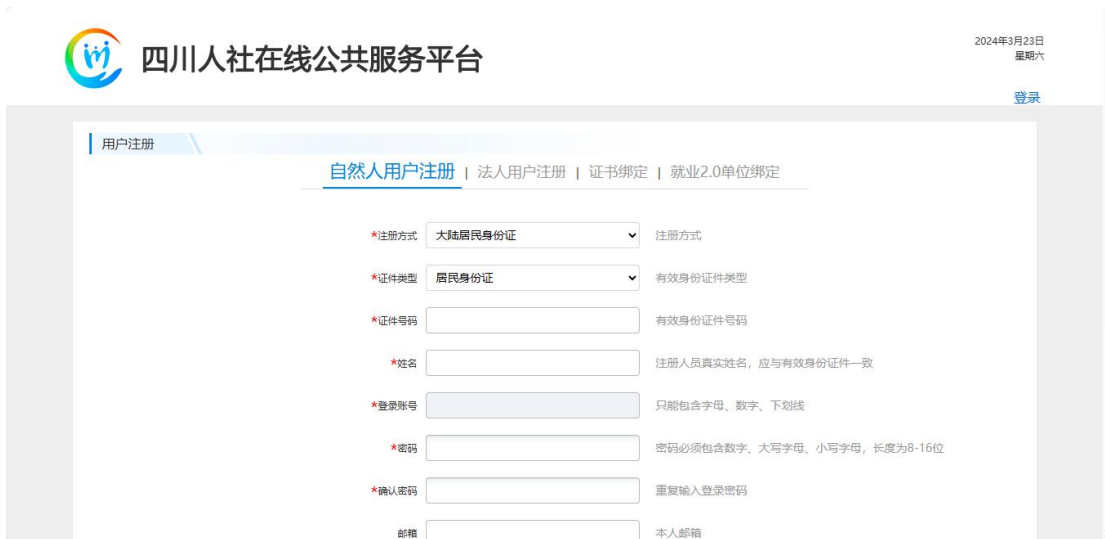 四川人社在线公共服务平台
2024年3月23日
星期六
登录
用户注册
自然人用户注册 | 法人用户注册 | 证书绑定 | 就业2.0单位绑定
*注册方式 大陆居民身份证 注册方式
*证件类型 居民身份证 有效身份证件类型
*证件号码 有效身份证件号码
*姓名 注册人员真实姓名，应与有效身份证件一致
*登录账号 只能包含字母、数字、下划线
*密码 密码必须包含数字、大写字母、小写字母，长度为8-16位
*确认密码 重复输入登录密码
邮箱 本人邮箱